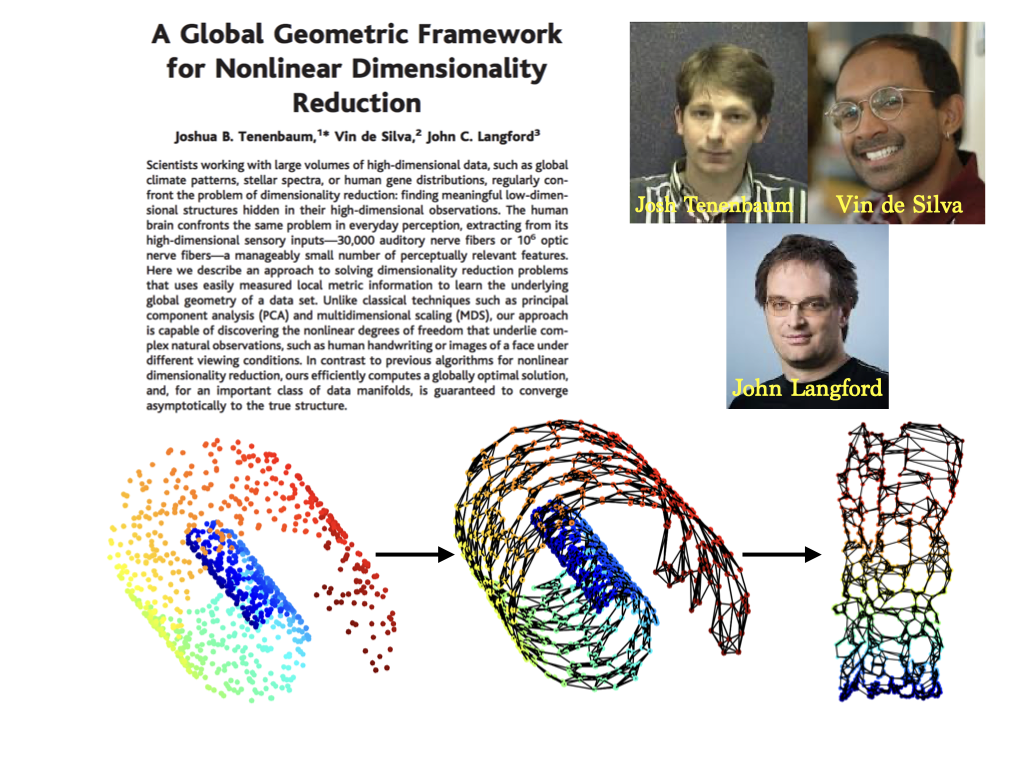 A Global Geometric Framework
for Nonlinear Dimensionality
Reduction
Joshua B. Tenenbaum,¹* Vin de Silva,² John C. Langford³
Scientists working with large volumes of high-dimensional data, such as global
climate patterns, stellar spectra, or human gene distributions, regularly con-
front the problem of dimensionality reduction: finding meaningful low-dimen-
sional structures hidden in their high-dimensional observations. The human
brain confronts the same problem in everyday perception, extracting from its
high-dimensional sensory inputs—30,000 auditory nerve fibers or 10⁶ optic
nerve fibers—a manageably small number of perceptually relevant features.
Here we describe an approach to solving dimensionality reduction problems
that uses easily measured local metric information to learn the underlying
global geometry of a data set. Unlike classical techniques such as principal
component analysis (PCA) and multidimensional scaling (MDS), our approach
is capable of discovering the nonlinear degrees of freedom that underlie com-
plex natural observations, such as human handwriting or images of a face under
different viewing conditions. In contrast to previous algorithms for nonlinear
dimensionality reduction, ours efficiently computes a globally optimal solution,
and, for an important class of data manifolds, is guaranteed to converge
asymptotically to the true structure.
Josh Tenenbaum
Vin de Silva
John Langford